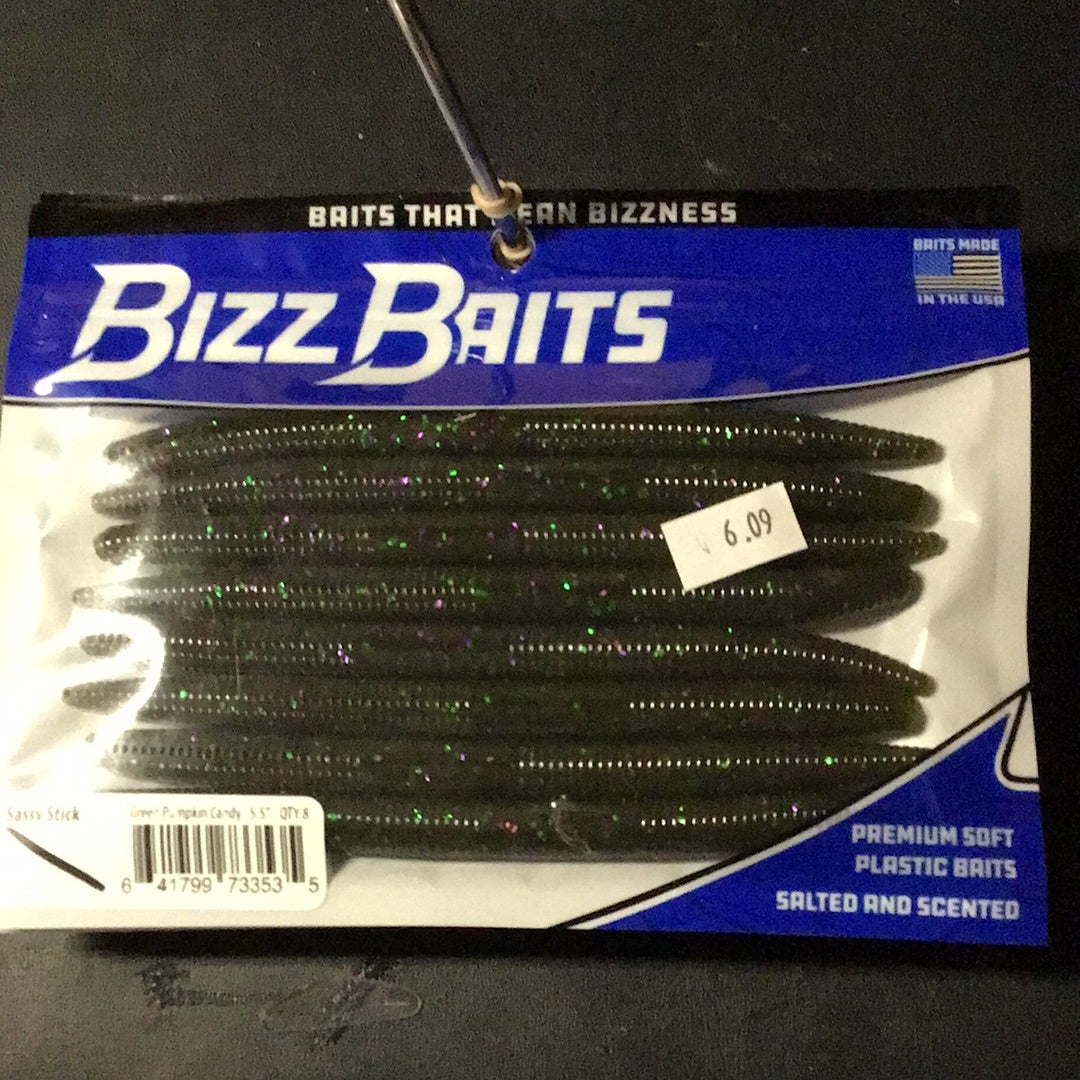 BAITS THAT EAN BIZZNESS
BIZZ BAITS
BAITS MADE
IN THE USA
6.09
Sassy Stick
Green Pumpkin Candy 5.5" QTY 8
6 41799 73353 5
PREMIUM SOFT
PLASTIC BAITS
SALTED AND SCENTED